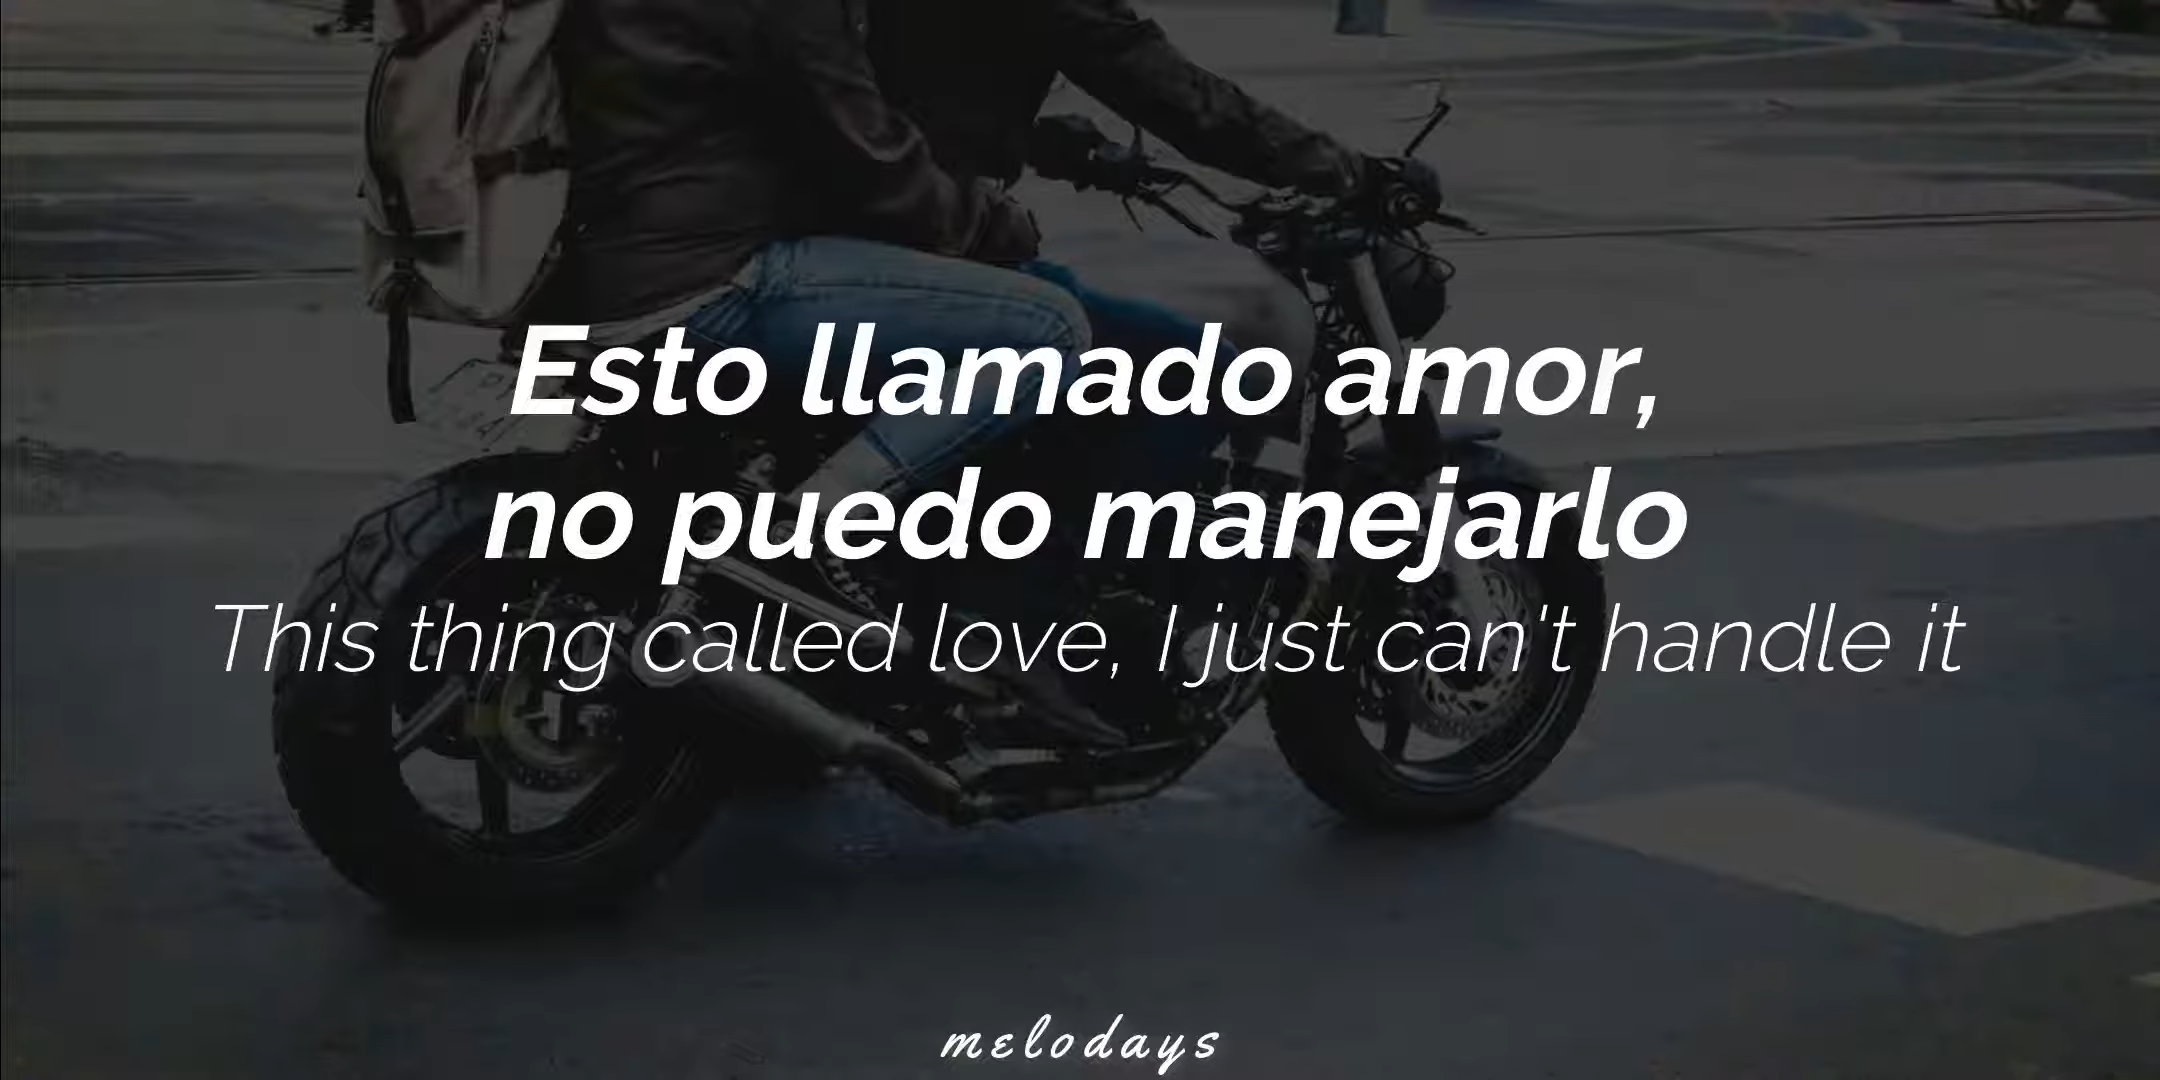 Esto llamado amor,
no puedo manejarlo
This thing called love, I just can't handle it
melodays